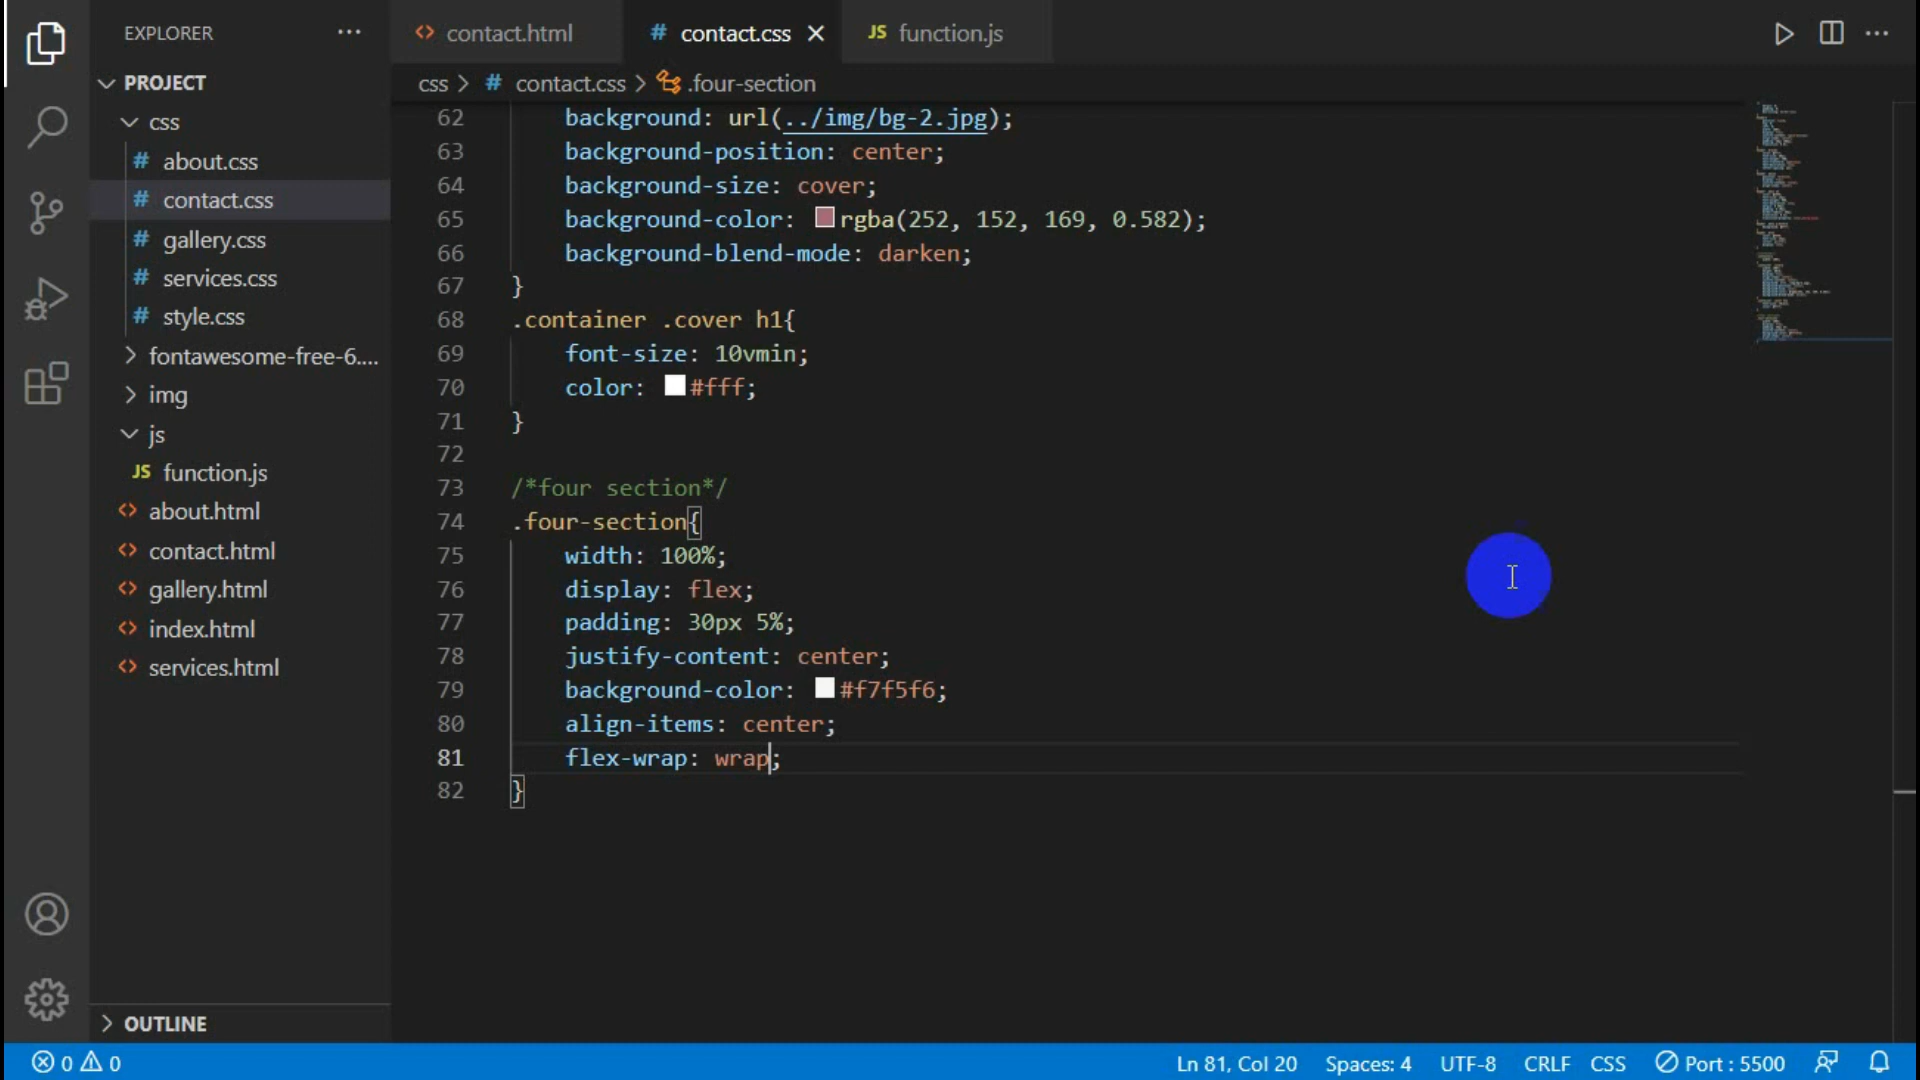 EXPLORER
PROJECT
css
# about.css
# contact.css
# gallery.css
# services.css
# style.css
fontawesome-free-6....
img
js
JS function.js
<> about.html
<> contact.html
<> gallery.html
<> index.html
<> services.html
OUTLINE
<> contact.html # contact.css JS function.js
css > # contact.css > .four-section
62 background: url(../img/bg-2.jpg);
63 background-position: center;
64 background-size: cover;
65 background-color: rgba(252, 152, 169, 0.582);
66 background-blend-mode: darken;
67 }
68 .container .cover h1{
69 font-size: 10vmin;
70 color: #fff;
71 }
72
73 /*four section*/
74 .four-section{
75 width: 100%;
76 display: flex;
77 padding: 30px 5%;
78 justify-content: center;
79 background-color: #f7f5f6;
80 align-items: center;
81 flex-wrap: wrap;
82 }
0 0 Ln 81, Col 20 Spaces: 4 UTF-8 CRLF CSS Port : 5500